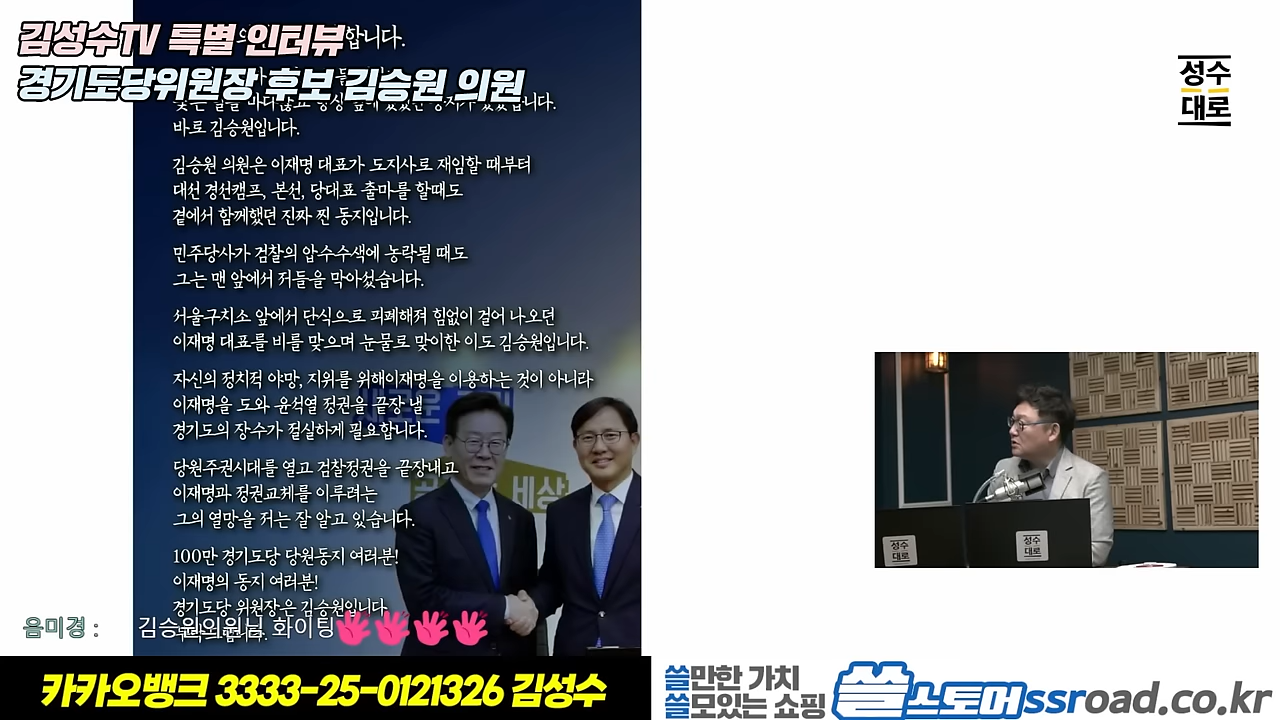 김성수TV 특별 인터뷰
합니다.
경기도당위원장 후보 김승원 의원
성수
대로
바로 김승원입니다.
김승원 의원은 이재명 대표가 도지사로 재임할 때부터
대선 경선캠프, 본선, 당대표 출마를 할때도
곁에서 함께했던 진짜 찐 동지입니다.
민주당사가 검찰의 압수수색에 농락될 때도
그는 맨 앞에서 저들을 막아섰습니다.
서울구치소 앞에서 단식으로 피폐해져 힘없이 걸어 나오던
이재명 대표를 비를 맞으며 눈물로 맞이한 이도 김승원입니다.
자신의 정치적 야망, 지위를 위해이재명을 이용하는 것이 아니라
이재명을 도와 윤석열 정권을 끝장 낼
경기도의 장수가 절실하게 필요합니다.
당원주권시대를 열고 검찰정권을 끝장내고
이재명과 정권교체를 이루려는
그의 열망을 저는 잘 알고 있습니다.
100만 경기도당 당원동지 여러분!
이재명의 동지 여러분!
경기도당 위원장은 김승원입니다
새로운
세상
성수
대로
성수
대로
음미경 : 김승원의원님 화이팅
카카오뱅크 3333-25-0121326 김성수
쓸만한 가치
쓸모있는 쇼핑
쓸스토어ssroad.co.kr